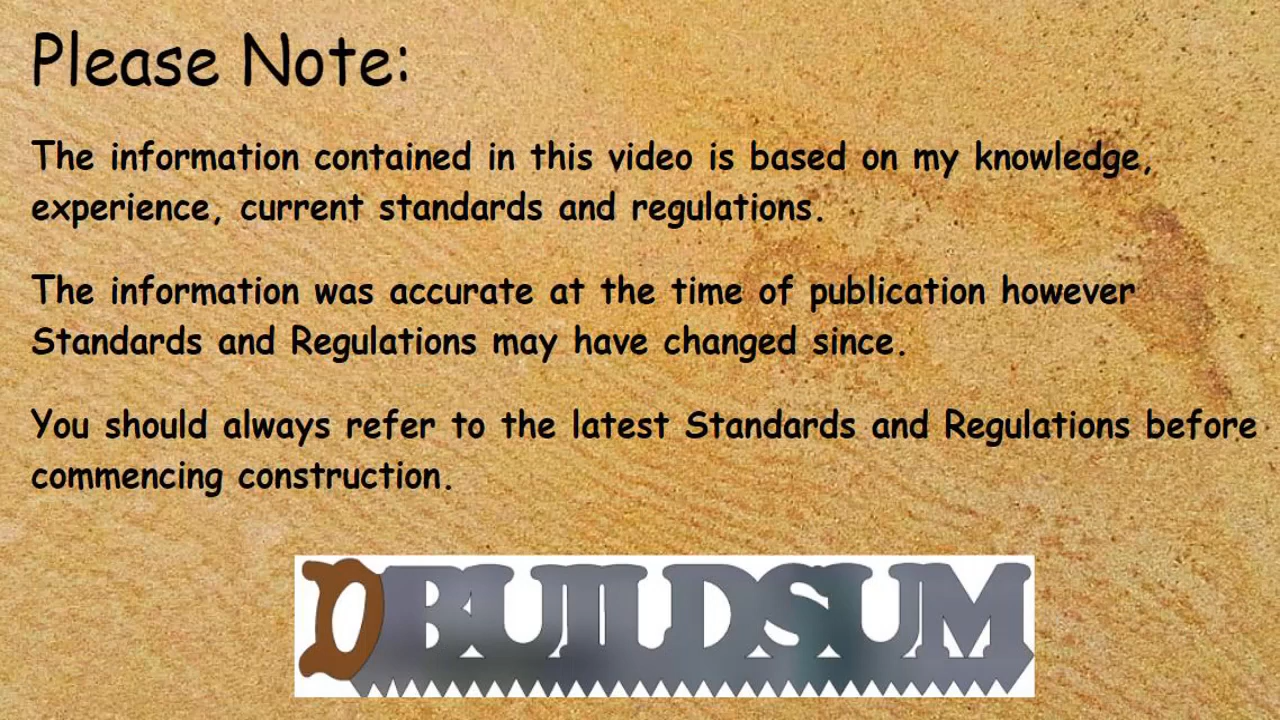 Please Note:
The information contained in this video is based on my knowledge,
experience, current standards and regulations.
The information was accurate at the time of publication however
Standards and Regulations may have changed since.
You should always refer to the latest Standards and Regulations before
commencing construction.
BUILDSUM